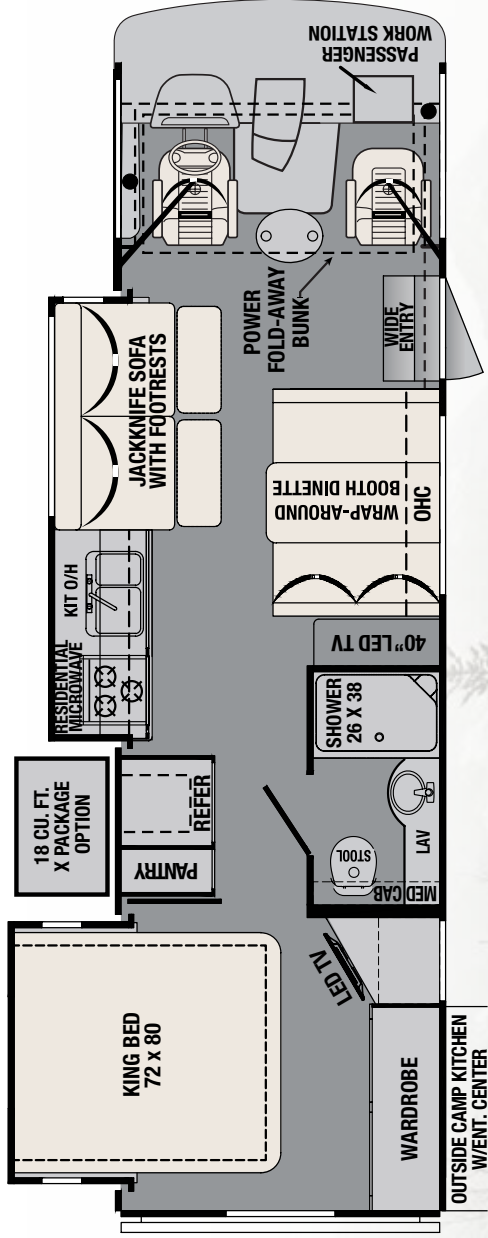 PASSENGER
WORK STATION
POWER
FOLD-AWAY
BUNK
WIDE
ENTRY
JACKKNIFE SOFA
WITH FOOTRESTS
WRAP-AROUND
BOOTH DINETTE
OHC
KIT O/H
RESIDENTIAL
MICROWAVE
40" LED TV
SHOWER
26 X 38
18 CU. FT.
X PACKAGE
OPTION
REFER
PANTRY
STOOL
LAV
MED CAB
LED TV
KING BED
72 x 80
WARDROBE
OUTSIDE CAMP KITCHEN
W/ENT. CENTER